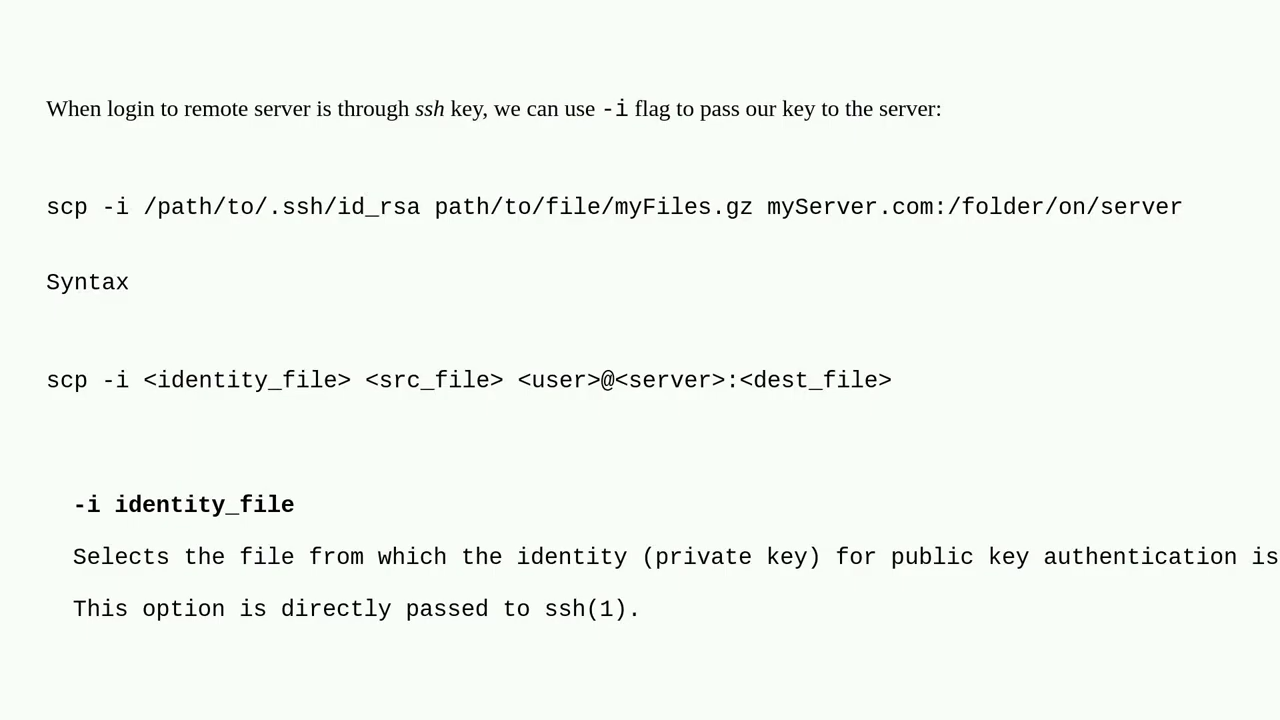 When login to remote server is through ssh key, we can use -i flag to pass our key to the server:
scp -i /path/to/.ssh/id_rsa path/to/file/myFiles.gz myServer.com:/folder/on/server
Syntax
scp -i <identity_file> <src_file> <user>@<server>:<dest_file>
-i identity_file
Selects the file from which the identity (private key) for public key authentication is
This option is directly passed to ssh(1).